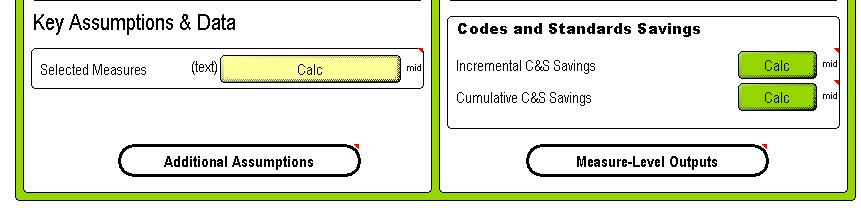 Key Assumptions & Data
Selected Measures (text) Calc mid
Additional Assumptions
Codes and Standards Savings
Incremental C&S Savings Calc mid
Cumulative C&S Savings Calc mid
Measure-Level Outputs